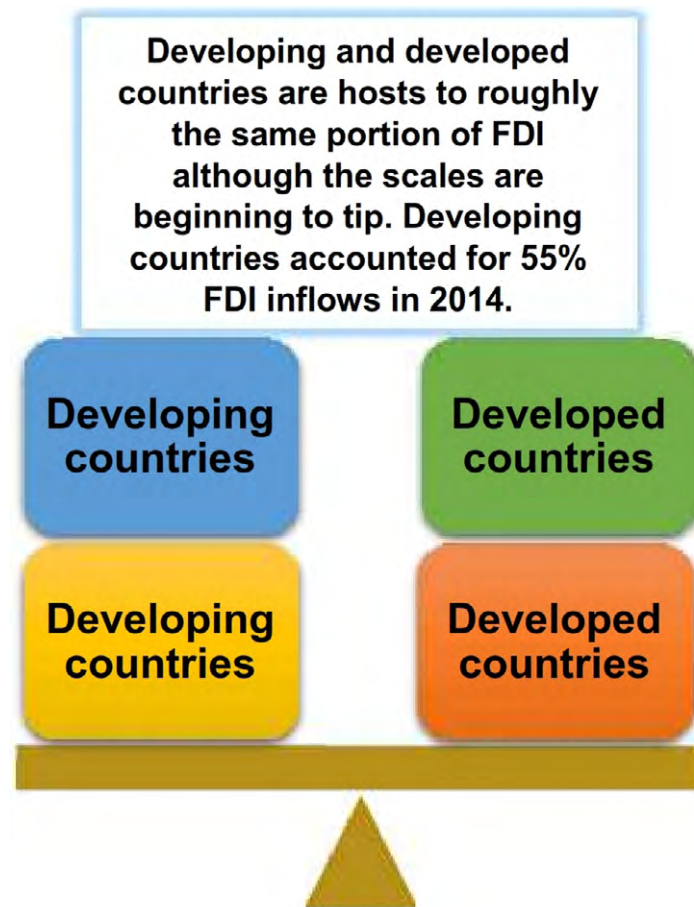 Developing and developed
countries are hosts to roughly
the same portion of FDI
although the scales are
beginning to tip. Developing
countries accounted for 55%
FDI inflows in 2014.
Developing
countries
Developed
countries
Developing
countries
Developed
countries